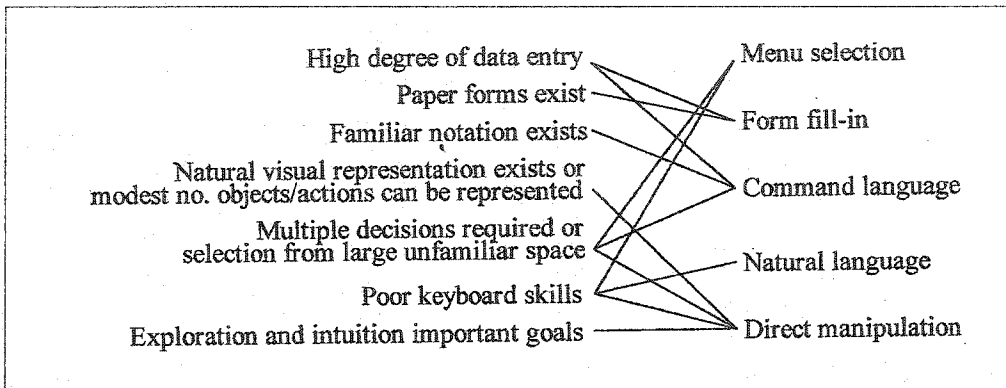 High degree of data entry
Paper forms exist
Familiar notation exists
Natural visual representation exists or
modest no. objects/actions can be represented
Multiple decisions required or
selection from large unfamiliar space
Poor keyboard skills
Exploration and intuition important goals
Menu selection
Form fill-in
Command language
Natural language
Direct manipulation